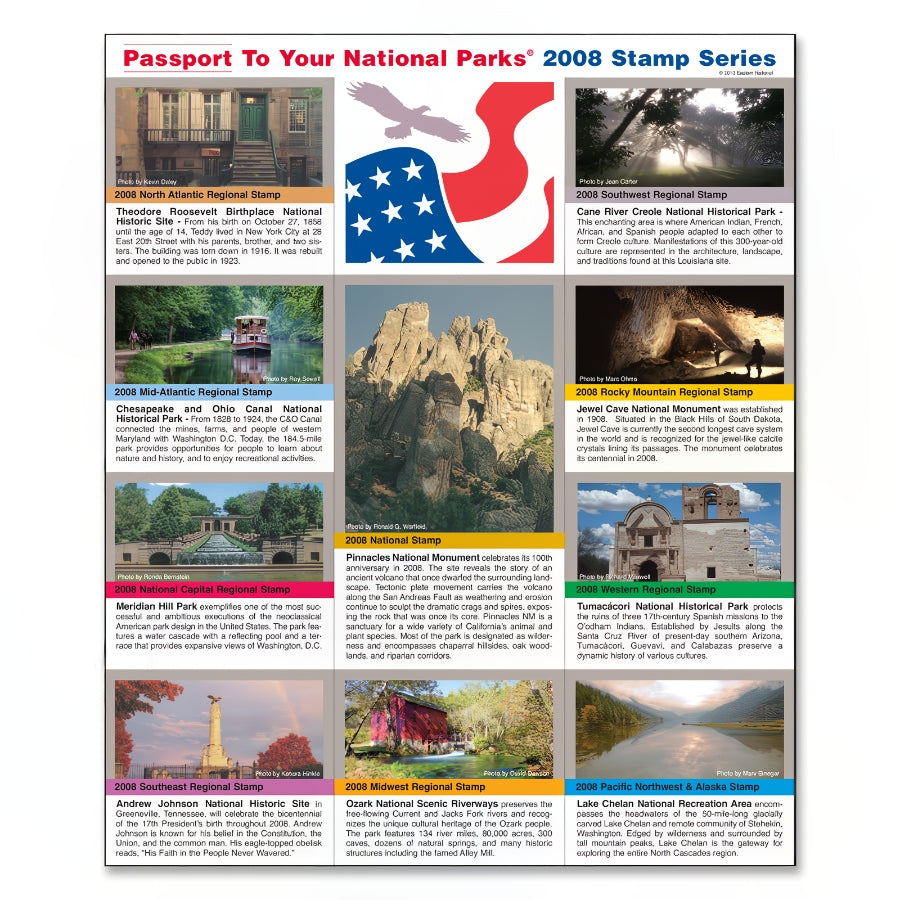 Passport To Your National Parks® 2008 Stamp Series
© 2013 Eastern National
Photo by Kevin Daley
2008 North Atlantic Regional Stamp
Theodore Roosevelt Birthplace National
Historic Site - From his birth on October 27, 1858
until the age of 14, Teddy lived in New York City at 28
East 20th Street with his parents, brother, and two sis-
ters. The building was torn down in 1916. It was rebuilt
and opened to the public in 1923.
Photo by Jean Carter
2008 Southwest Regional Stamp
Cane River Creole National Historical Park -
This enchanting area is where American Indian, French,
African, and Spanish people adapted to each other to
form Creole culture. Manifestations of this 300-year-old
culture are represented in the architecture, landscape,
and traditions found at this Louisiana site.
Photo by Ray Sewell
2008 Mid-Atlantic Regional Stamp
Chesapeake and Ohio Canal National
Historical Park - From 1828 to 1924, the C&O Canal
connected the mines, farms, and people of western
Maryland with Washington D.C. Today, the 184.5-mile
park provides opportunities for people to learn about
nature and history, and to enjoy recreational activities.
Photo by Ronald G. Warfield
2008 National Stamp
Pinnacles National Monument celebrates its 100th
anniversary in 2008. The site reveals the story of an
ancient volcano that once dwarfed the surrounding land-
scape. Tectonic plate movement carries the volcano
along the San Andreas Fault as weathering and erosion
continue to sculpt the dramatic crags and spires, expos-
ing the rock that was once its core. Pinnacles NM is a
sanctuary for a wide variety of California's animal and
plant species. Most of the park is designated as wilder-
ness and encompasses chaparral hillsides, oak wood-
lands, and riparian corridors.
Photo by Marc Ohms
2008 Rocky Mountain Regional Stamp
Jewel Cave National Monument was established
in 1908. Situated in the Black Hills of South Dakota,
Jewel Cave is currently the second longest cave system
in the world and is recognized for the jewel-like calcite
crystals lining its passages. The monument celebrates
its centennial in 2008.
Photo by Ronda Bernstein
2008 National Capital Regional Stamp
Meridian Hill Park exemplifies one of the most suc-
cessful and ambitious executions of the neoclassical
American park design in the United States. The park fea-
tures a water cascade with a reflecting pool and a ter-
race that provides expansive views of Washington, D.C.
Photo by Richard Maxwell
2008 Western Regional Stamp
Tumacácori National Historical Park protects
the ruins of three 17th-century Spanish missions to the
O'odham Indians. Established by Jesuits along the
Santa Cruz River of present-day southern Arizona,
Tumacácori, Guevavi, and Calabazas preserve a
dynamic history of various cultures.
Photo by Kendra Hinkle
2008 Southeast Regional Stamp
Andrew Johnson National Historic Site in
Greeneville, Tennessee, will celebrate the bicentennial
of the 17th President's birth throughout 2008. Andrew
Johnson is known for his belief in the Constitution, the
Union, and the common man. His eagle-topped obelisk
reads, "His Faith in the People Never Wavered."
Photo by David Dawson
2008 Midwest Regional Stamp
Ozark National Scenic Riverways preserves the
free-flowing Current and Jacks Fork rivers and recog-
nizes the unique cultural heritage of the Ozark people.
The park features 134 river miles, 80,000 acres, 300
caves, dozens of natural springs, and many historic
structures including the famed Alley Mill.
Photo by Marv
2008 Pacific Northwest & Alaska Stamp
Lake Chelan National Recreation Area encom-
passes the headwaters of the 50-mile-long glacially
carved Lake Chelan and remote community of Stehekin,
Washington. Edged by wilderness and surrounded by
tall mountain peaks, Lake Chelan is the gateway for
exploring the entire North Cascades region.